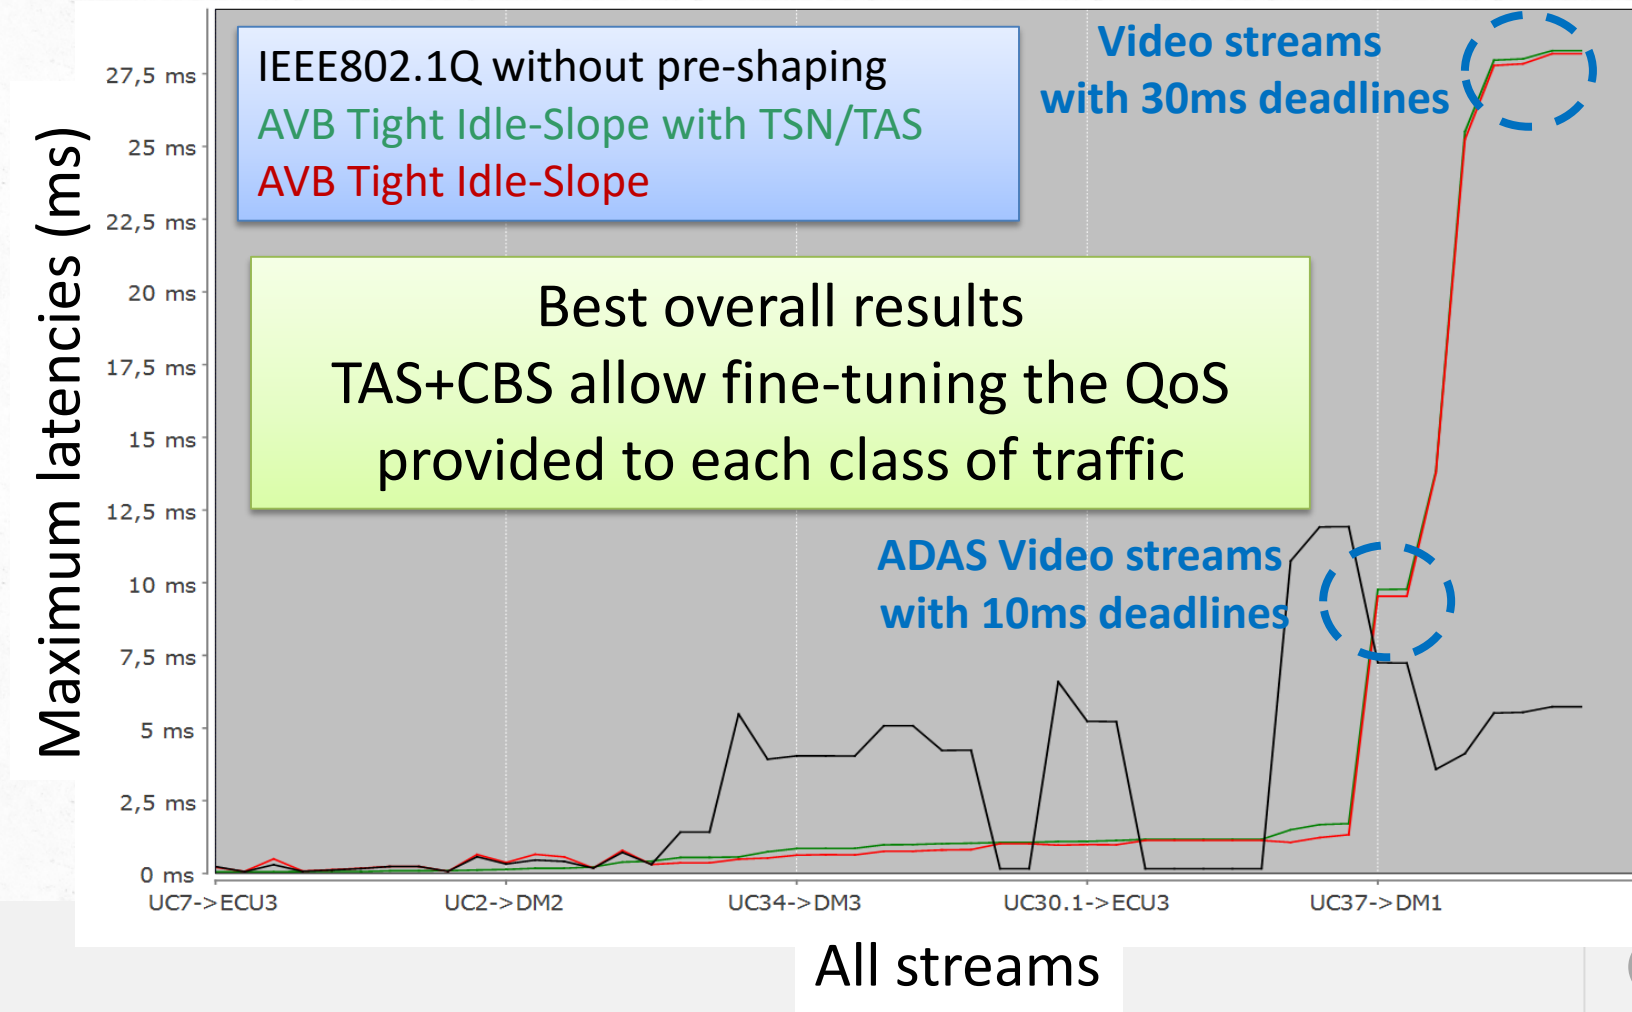 IEEE802.1Q without pre-shaping
AVB Tight Idle-Slope with TSN/TAS
AVB Tight Idle-Slope
Video streams
with 30ms deadlines
Best overall results
TAS+CBS allow fine-tuning the QoS
provided to each class of traffic
ADAS Video streams
with 10ms deadlines
Maximum latencies (ms)
27,5 ms
25 ms
22,5 ms
20 ms
17,5 ms
15 ms
12,5 ms
10 ms
7,5 ms
5 ms
2,5 ms
0 ms
UC7->ECU3
UC2->DM2
UC34->DM3
UC30.1->ECU3
UC37->DM1
All streams